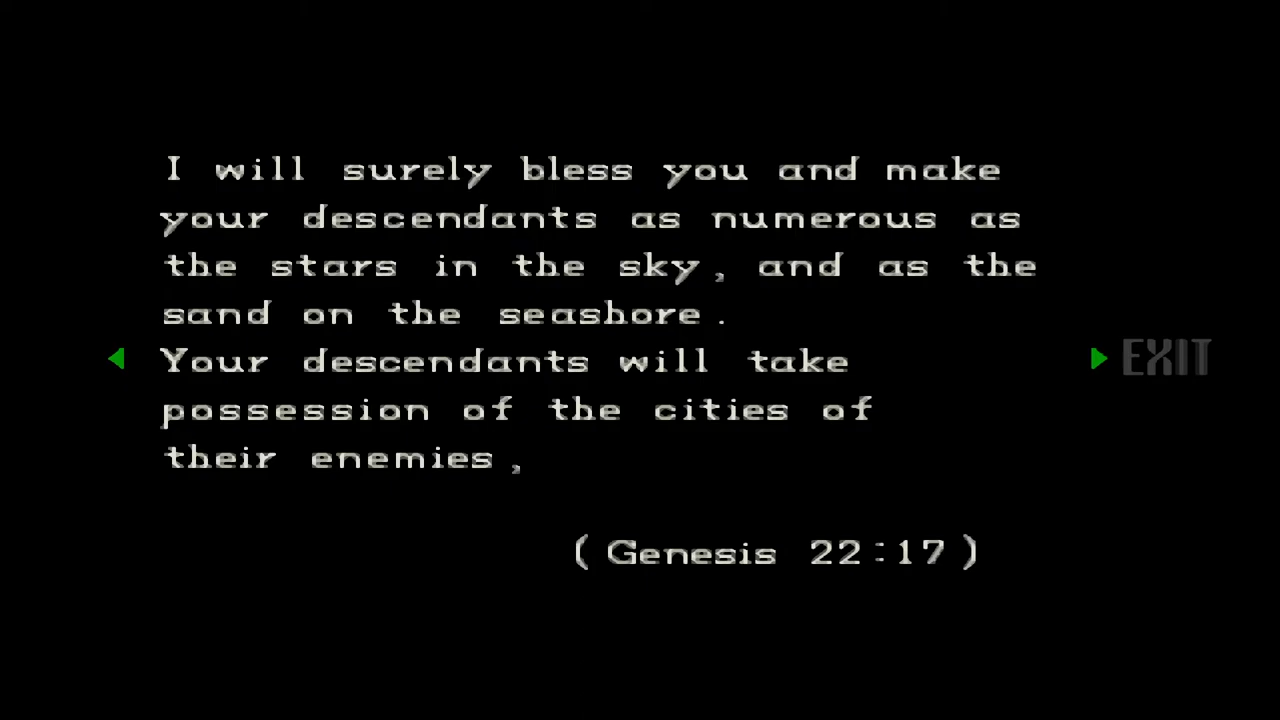 I will surely bless you and make
your descendants as numerous as
the stars in the sky, and as the
sand on the seashore.
Your descendants will take
possession of the cities of
their enemies,
EXIT
(Genesis 22:17)